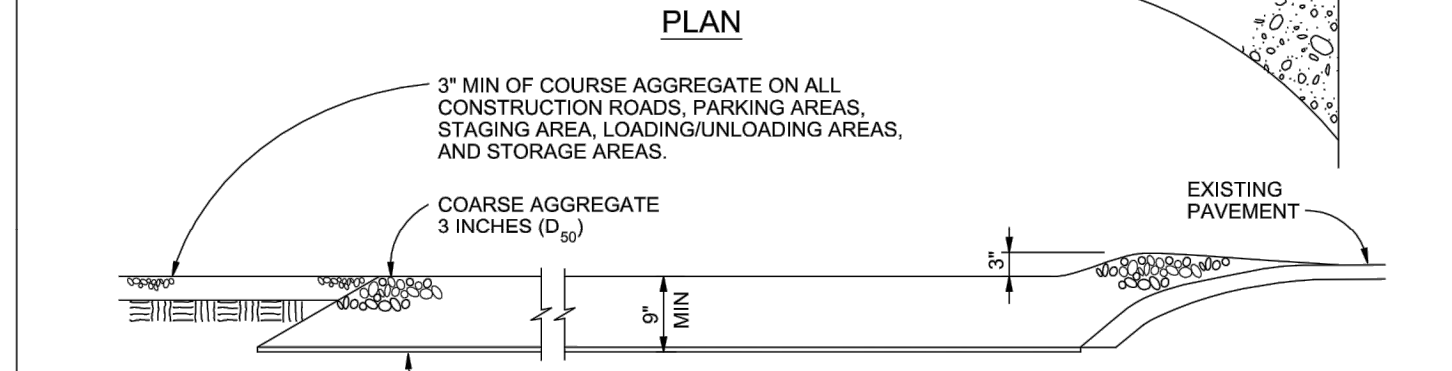 PLAN
3" MIN OF COURSE AGGREGATE ON ALL
CONSTRUCTION ROADS, PARKING AREAS,
STAGING AREA, LOADING/UNLOADING AREAS,
AND STORAGE AREAS.
COARSE AGGREGATE
3 INCHES (D50)
EXISTING
PAVEMENT
3"
9"
MIN